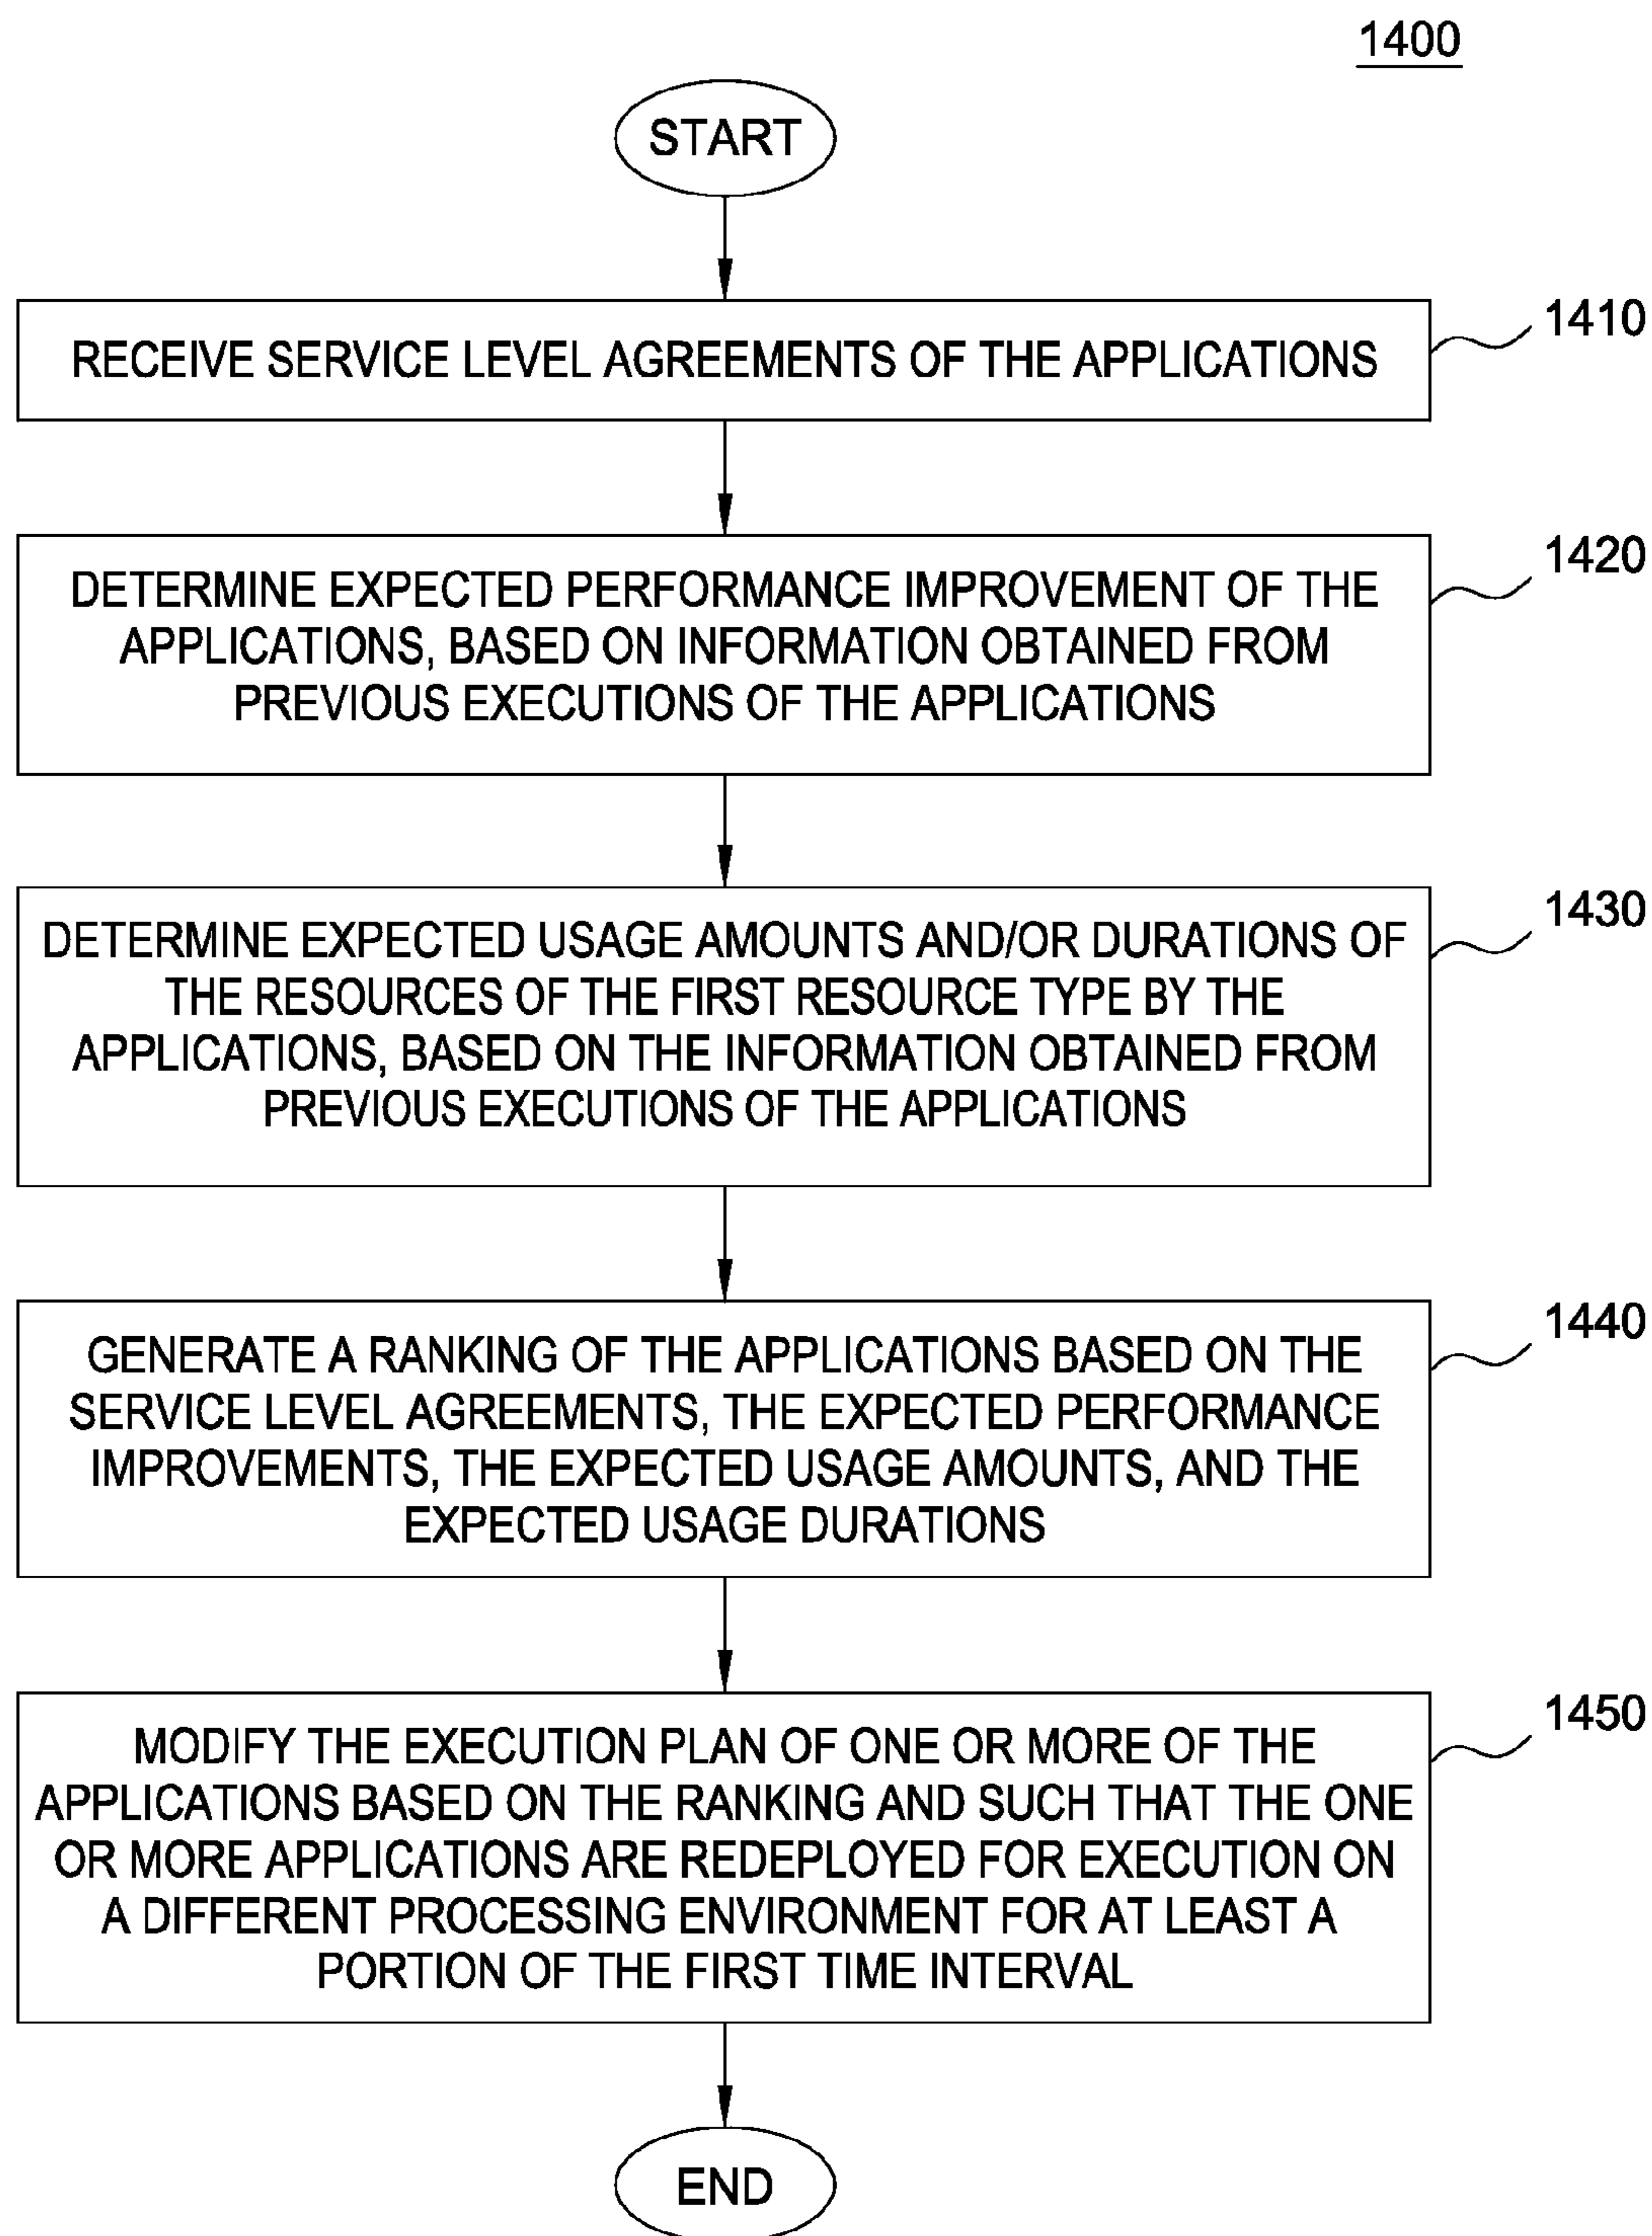 1400
START
RECEIVE SERVICE LEVEL AGREEMENTS OF THE APPLICATIONS
1410
DETERMINE EXPECTED PERFORMANCE IMPROVEMENT OF THE
APPLICATIONS, BASED ON INFORMATION OBTAINED FROM
PREVIOUS EXECUTIONS OF THE APPLICATIONS
1420
DETERMINE EXPECTED USAGE AMOUNTS AND/OR DURATIONS OF
THE RESOURCES OF THE FIRST RESOURCE TYPE BY THE
APPLICATIONS, BASED ON THE INFORMATION OBTAINED FROM
PREVIOUS EXECUTIONS OF THE APPLICATIONS
1430
GENERATE A RANKING OF THE APPLICATIONS BASED ON THE
SERVICE LEVEL AGREEMENTS, THE EXPECTED PERFORMANCE
IMPROVEMENTS, THE EXPECTED USAGE AMOUNTS, AND THE
EXPECTED USAGE DURATIONS
1440
MODIFY THE EXECUTION PLAN OF ONE OR MORE OF THE
APPLICATIONS BASED ON THE RANKING AND SUCH THAT THE ONE
OR MORE APPLICATIONS ARE REDEPLOYED FOR EXECUTION ON
A DIFFERENT PROCESSING ENVIRONMENT FOR AT LEAST A
PORTION OF THE FIRST TIME INTERVAL
1450
END